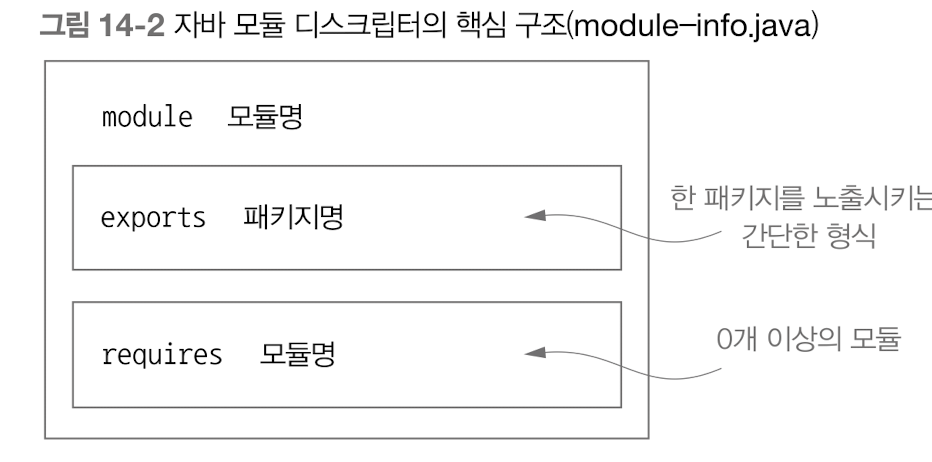 그림 14-2 자바 모듈 디스크립터의 핵심 구조(module-info.java)
module 모듈명
exports 패키지명
한 패키지를 노출시키는
간단한 형식
requires 모듈명
0개 이상의 모듈